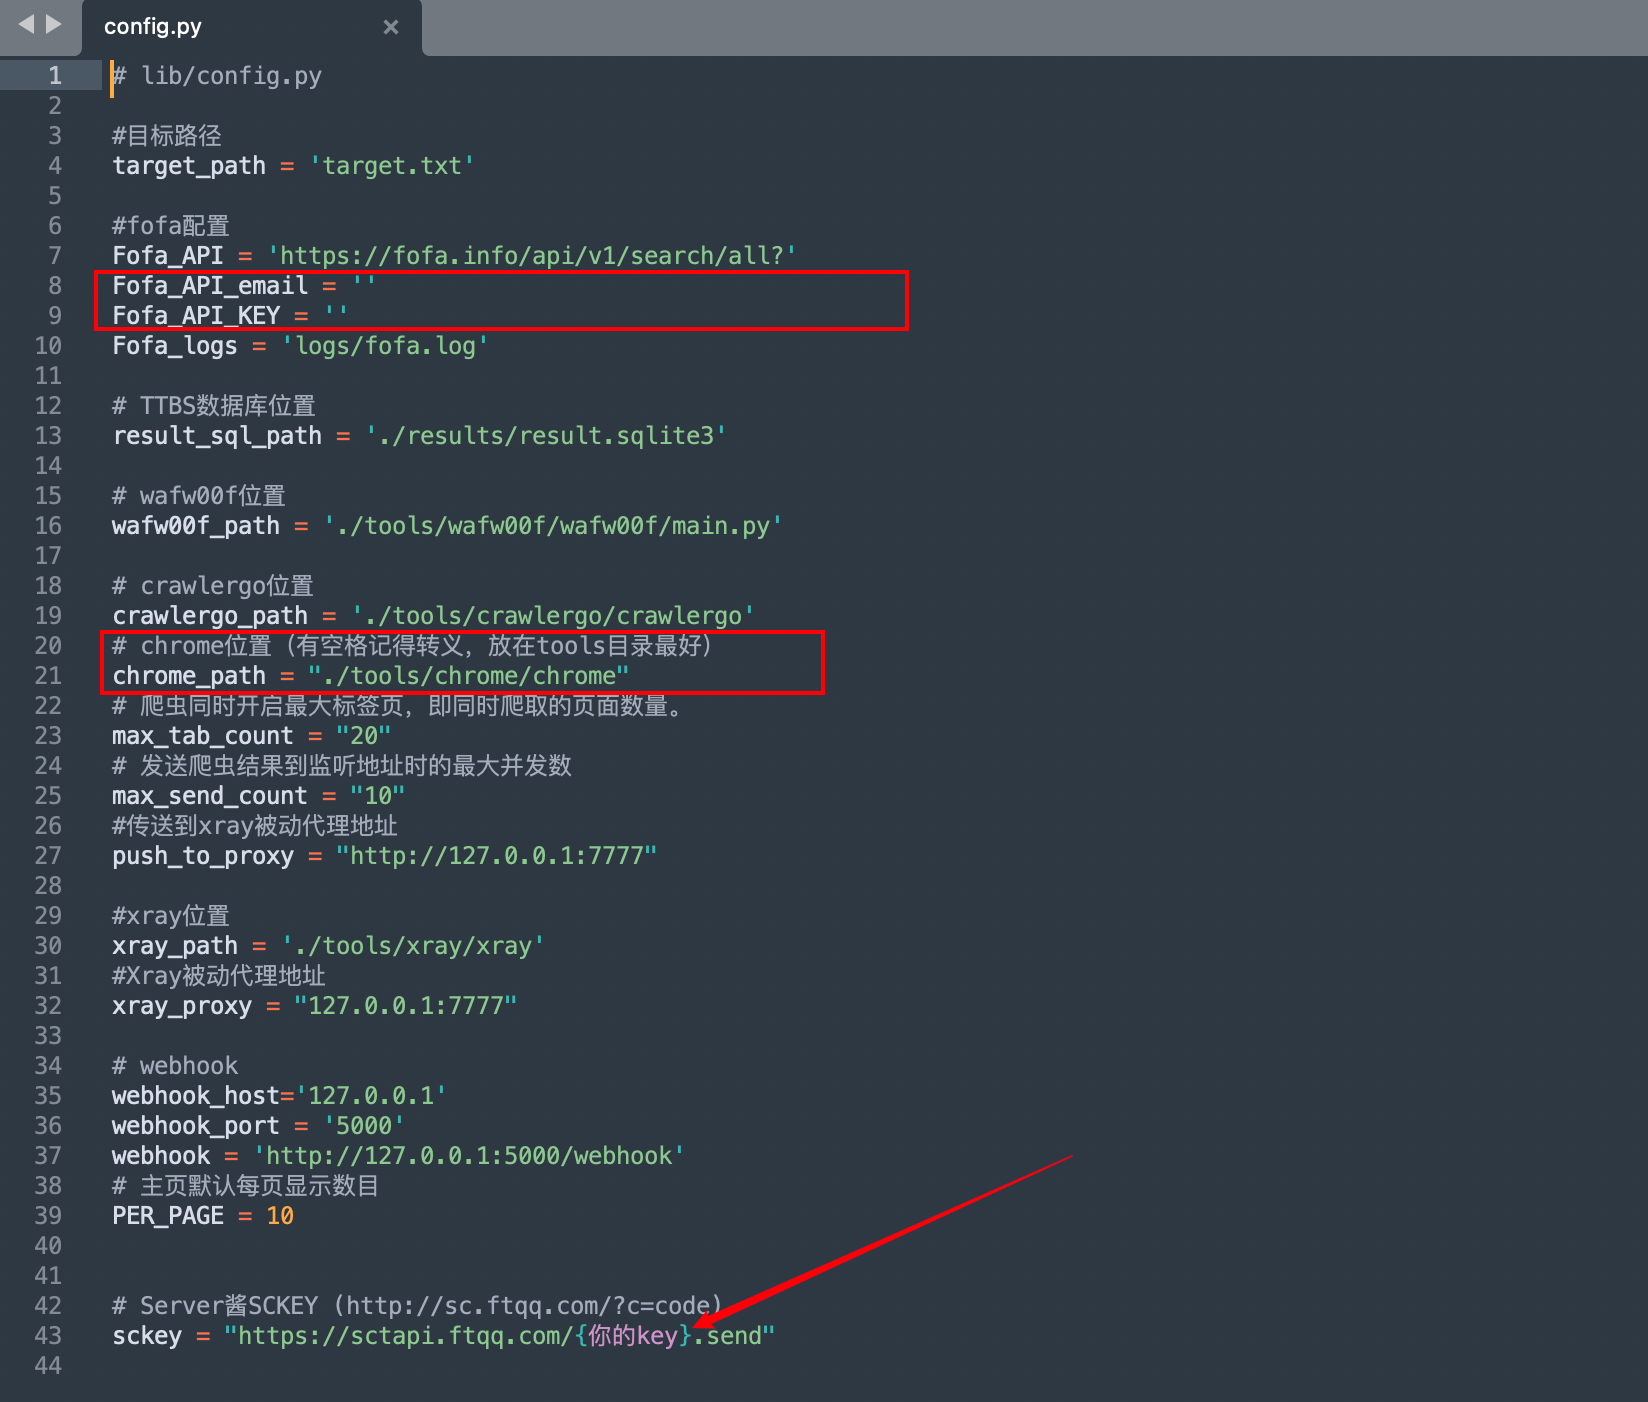 config.py
1 # lib/config.py
2
3 #目标路径
4 target_path = 'target.txt'
5
6 #fofa配置
7 Fofa_API = 'https://fofa.info/api/v1/search/all?'
8 Fofa_API_email = ''
9 Fofa_API_KEY = ''
10 Fofa_logs = 'logs/fofa.log'
11
12 # TTBS数据库位置
13 result_sql_path = './results/result.sqlite3'
14
15 # wafw00f位置
16 wafw00f_path = './tools/wafw00f/wafw00f/main.py'
17
18 # crawlergo位置
19 crawlergo_path = './tools/crawlergo/crawlergo'
20 # chrome位置（有空格记得转义，放在tools目录最好）
21 chrome_path = "./tools/chrome/chrome"
22 # 爬虫同时开启最大标签页，即同时爬取的页面数量。
23 max_tab_count = "20"
24 # 发送爬虫结果到监听地址时的最大并发数
25 max_send_count = "10"
26 #传送到xray被动代理地址
27 push_to_proxy = "http://127.0.0.1:7777"
28
29 #xray位置
30 xray_path = './tools/xray/xray'
31 #Xray被动代理地址
32 xray_proxy = "127.0.0.1:7777"
33
34 # webhook
35 webhook_host='127.0.0.1'
36 webhook_port = '5000'
37 webhook = 'http://127.0.0.1:5000/webhook'
38 # 主页默认每页显示数目
39 PER_PAGE = 10
40
41
42 # Server酱SCKEY (http://sc.ftqq.com/?c=code)
43 sckey = "https://sctapi.ftqq.com/{你的key}.send"
44